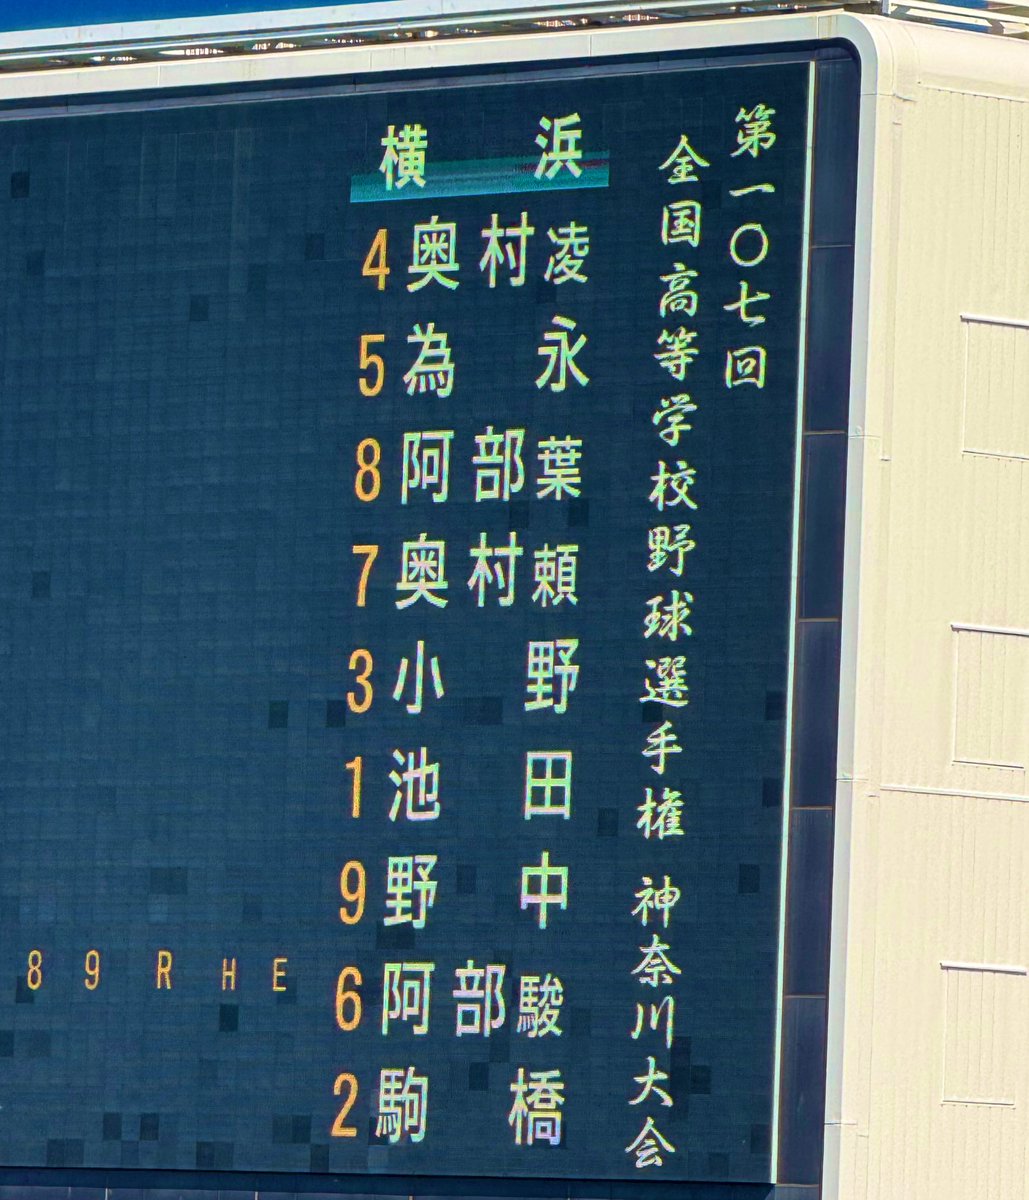 第一〇七回
全国高等学校野球選手権 神奈川大会
横浜
4 奥村凌
5 為永
8 阿部葉
7 奥村頼
3 小野
1 池田
9 野中
6 阿部駿
2 駒橋
8 9 R H E